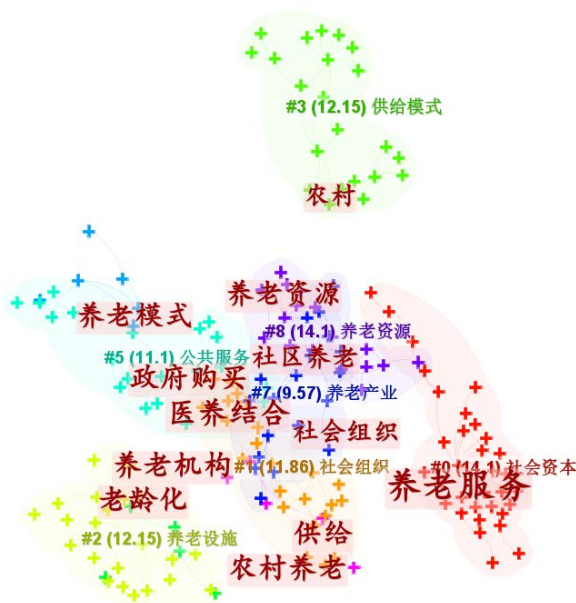 #3 (12.15) 供给模式
农村
养老资源
养老模式
#8 (14.1) 养老资源
#5 (11.1) 公共服务
社区养老
政府购买
#7 (9.57) 养老产业
医养结合
社会组织
养老机构
#1 (11.86) 社会组织
#0 (14.1) 社会资本
养老服务
老龄化
#2 (12.15) 养老设施
供给
农村养老